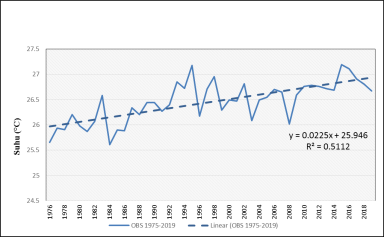 27.5
27
26.5
26
25.5
25
24.5
Suhu (°C)
y = 0.0225x + 25.946
R² = 0.5112
1976 1978 1980 1982 1984 1986 1988 1990 1992 1994 1996 1998 2000 2002 2004 2006 2008 2010 2012 2014 2016 2018
OBS 1975-2019 Linear (OBS 1975-2019)